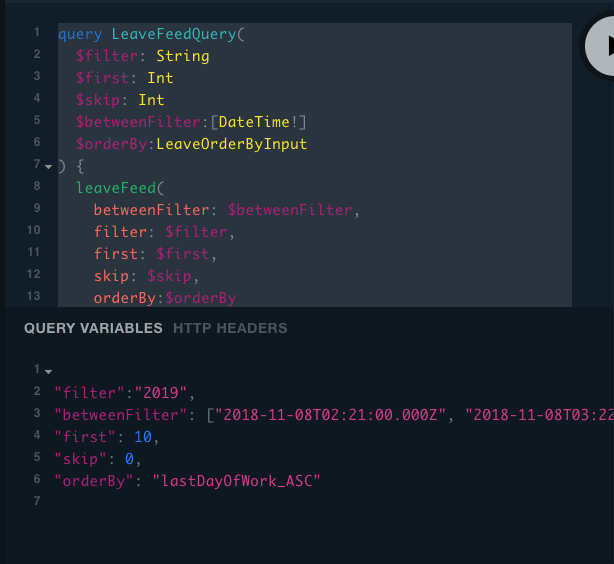 1 query LeaveFeedQuery(
2 $filter: String
3 $first: Int
4 $skip: Int
5 $betweenFilter:[DateTime!]
6 $orderBy:LeaveOrderByInput
7 ) {
8 leaveFeed(
9 betweenFilter: $betweenFilter,
10 filter: $filter,
11 first: $first,
12 skip: $skip,
13 orderBy:$orderBy
QUERY VARIABLES HTTP HEADERS
1
2 "filter":"2019",
3 "betweenFilter": ["2018-11-08T02:21:00.000Z", "2018-11-08T03:22
4 "first": 10,
5 "skip": 0,
6 "orderBy": "lastDayOfWork_ASC"
7